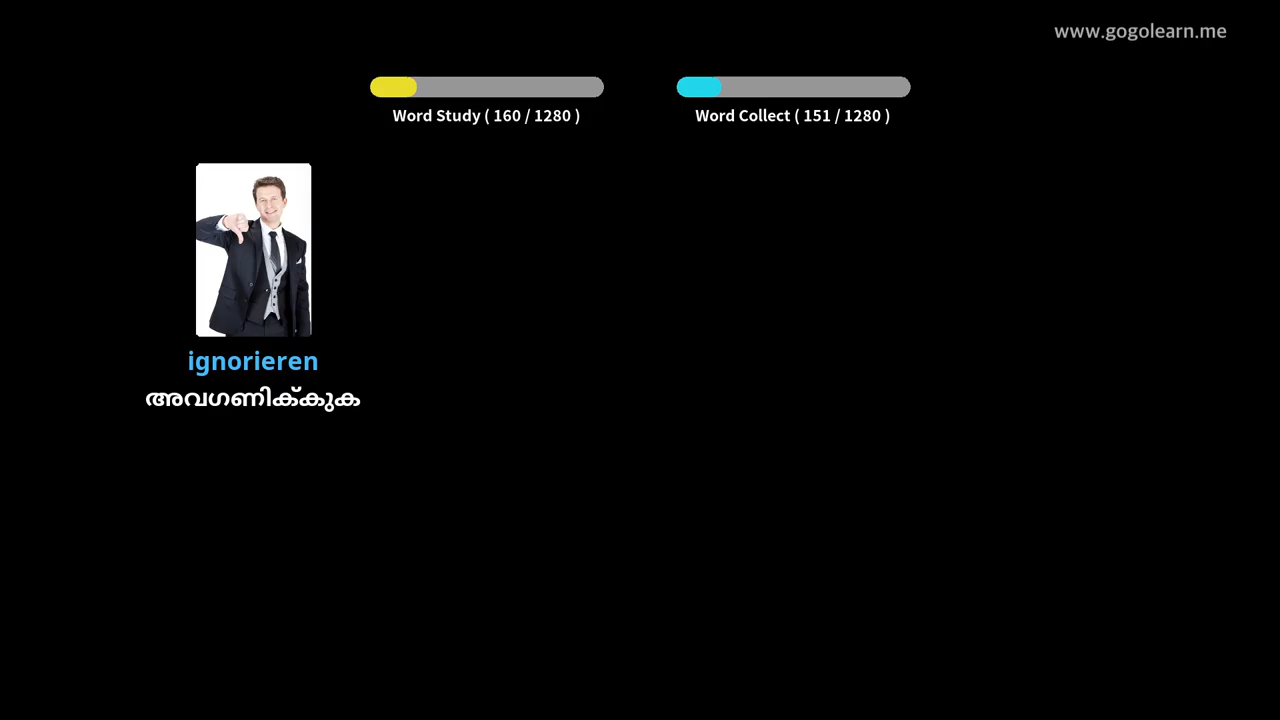 www.gogolearn.me
Word Study ( 160 / 1280 )
Word Collect ( 151 / 1280 )
ignorieren
അവഗണിക്കുക